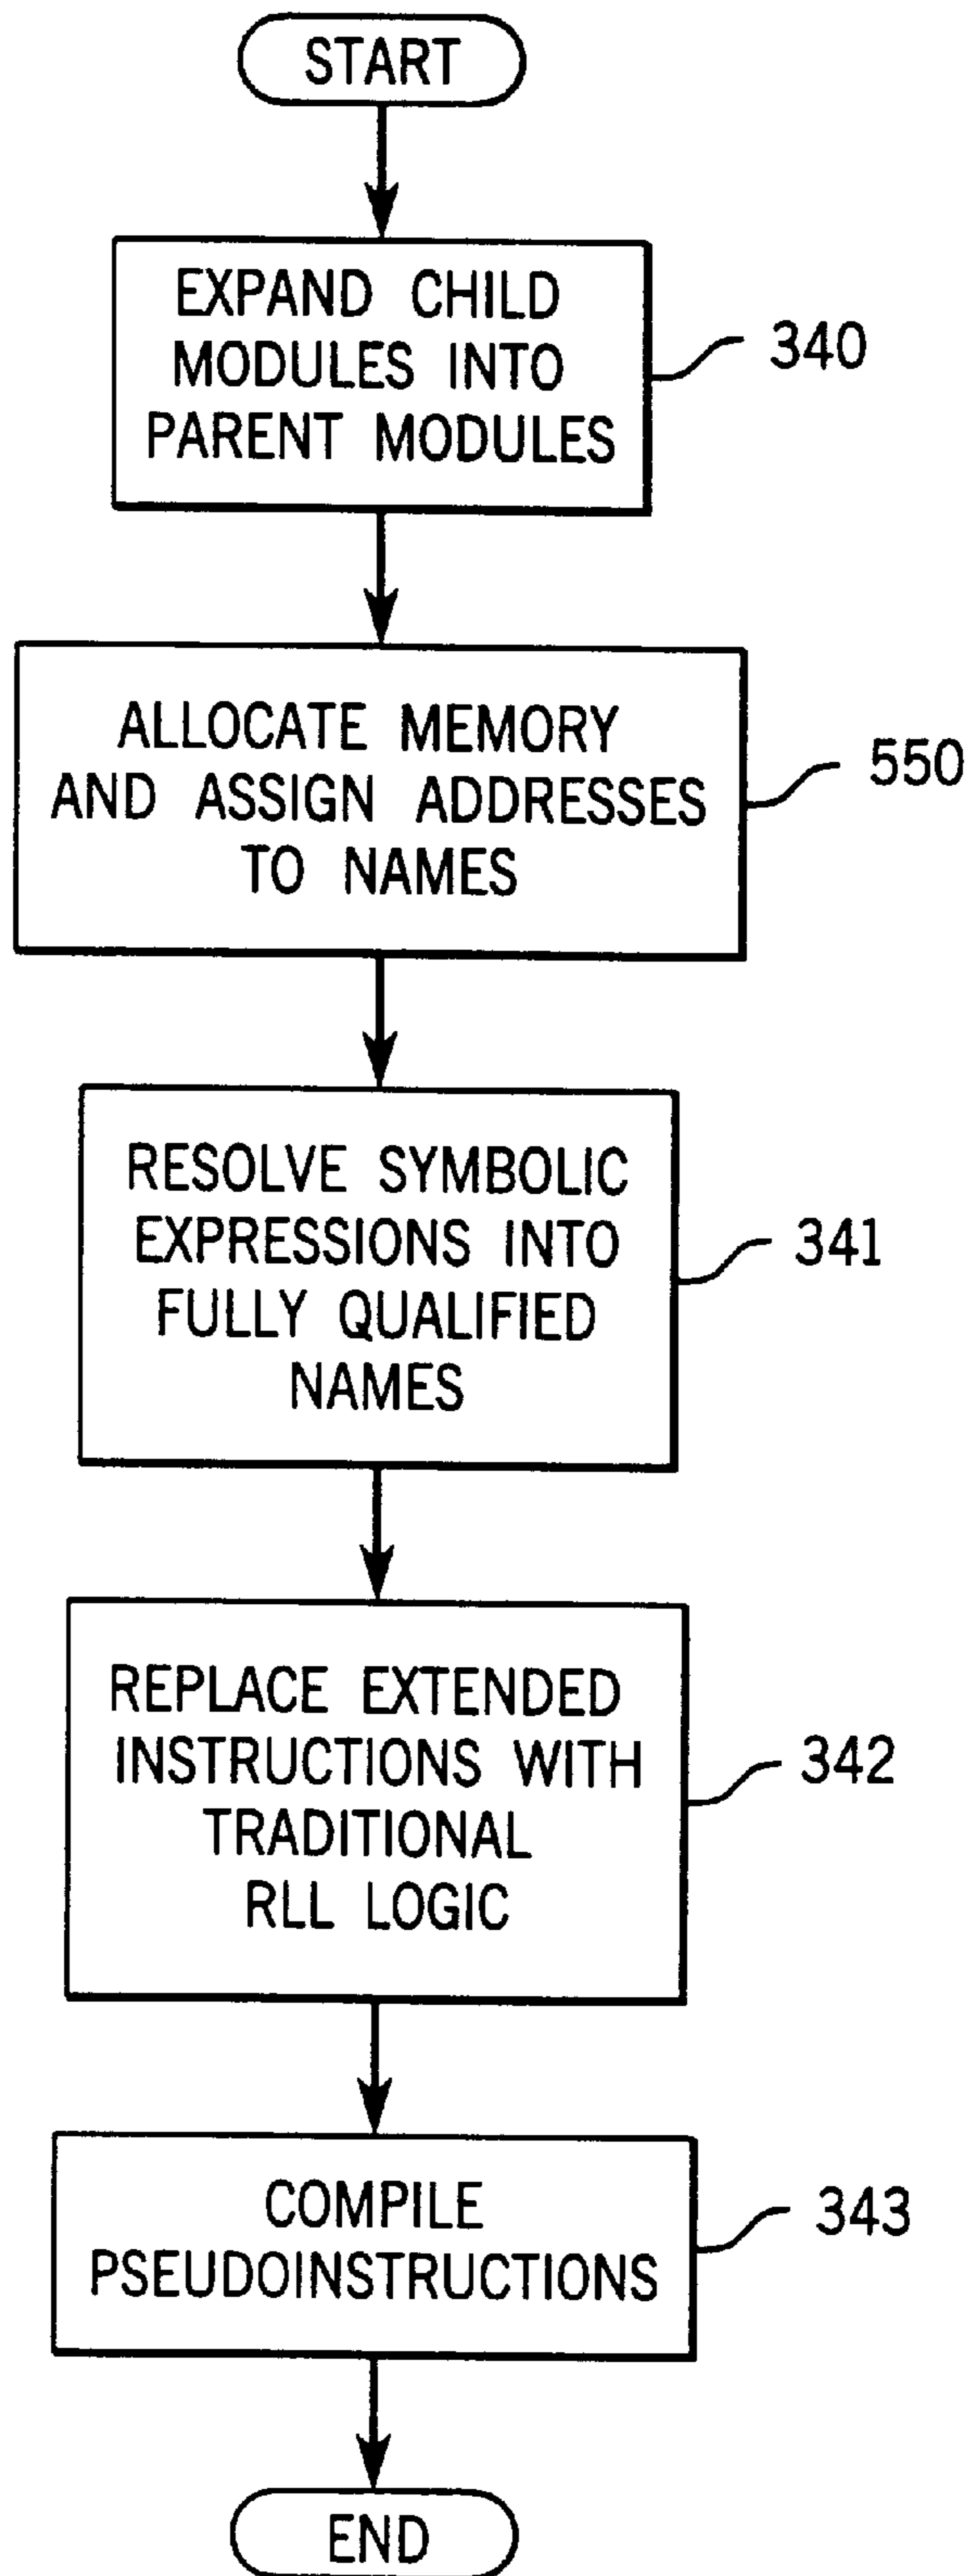 START
EXPAND CHILD
MODULES INTO
PARENT MODULES
340
ALLOCATE MEMORY
AND ASSIGN ADDRESSES
TO NAMES
550
RESOLVE SYMBOLIC
EXPRESSIONS INTO
FULLY QUALIFIED
NAMES
341
REPLACE EXTENDED
INSTRUCTIONS WITH
TRADITIONAL
RLL LOGIC
342
COMPILE
PSEUDOINSTRUCTIONS
343
END